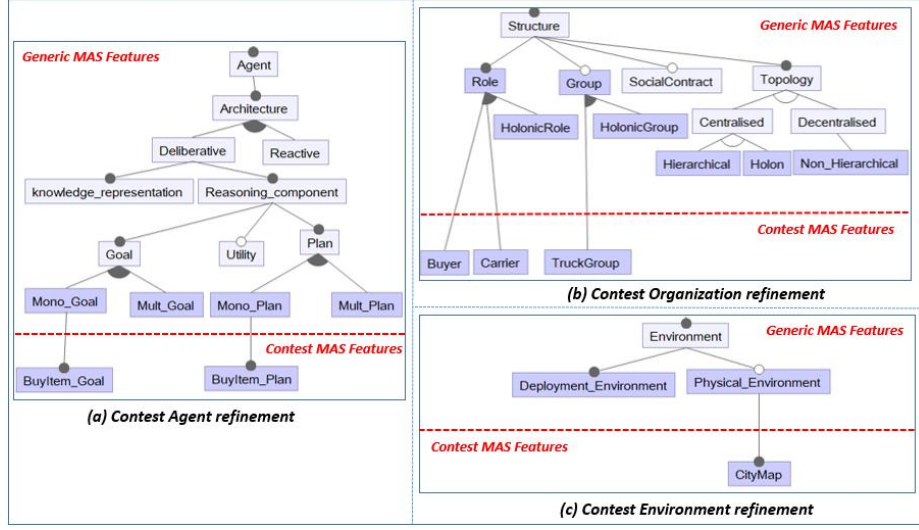 Generic MAS Features
Agent
Architecture
Deliberative
Reactive
knowledge_representation
Reasoning_component
Goal
Utility
Plan
Mono_Goal
Mult_Goal
Mono_Plan
Mult_Plan
Contest MAS Features
BuyItem_Goal
BuyItem_Plan
(a) Contest Agent refinement
Structure
Generic MAS Features
Role
Group
SocialContract
Topology
HolonicRole
HolonicGroup
Centralised
Decentralised
Hierarchical
Holon
Non_Hierarchical
Contest MAS Features
Buyer
Carrier
TruckGroup
(b) Contest Organization refinement
Environment
Generic MAS Features
Deployment_Environment
Physical_Environment
Contest MAS Features
CityMap
(c) Contest Environment refinement